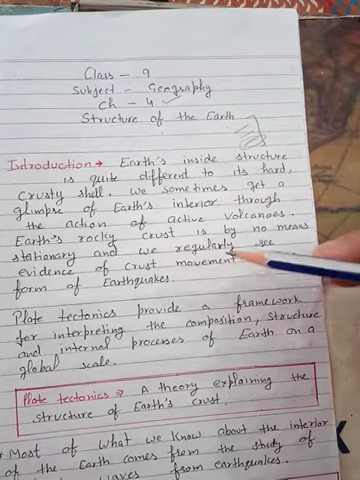 Class - 9
Subject - Geography
Ch - 4
Structure of the Earth
Introduction → Earth's inside structure
is quite different to its hard,
crusty shell. We sometimes get a
glimpse of Earth's interior through
the action of active volcanoes.
Earth's rocky crust is by no means
stationary and we regularly see
evidence of crust movement
form of Earthquakes.
Plate tectonics provide a framework
for interpreting the composition, structure
and internal processes of Earth on a
global scale.
Plate tectonics → A theory explaining the
structure of Earth's crust.
* Most of what we know about the interior
of the Earth comes from the study of
waves from earthquakes.